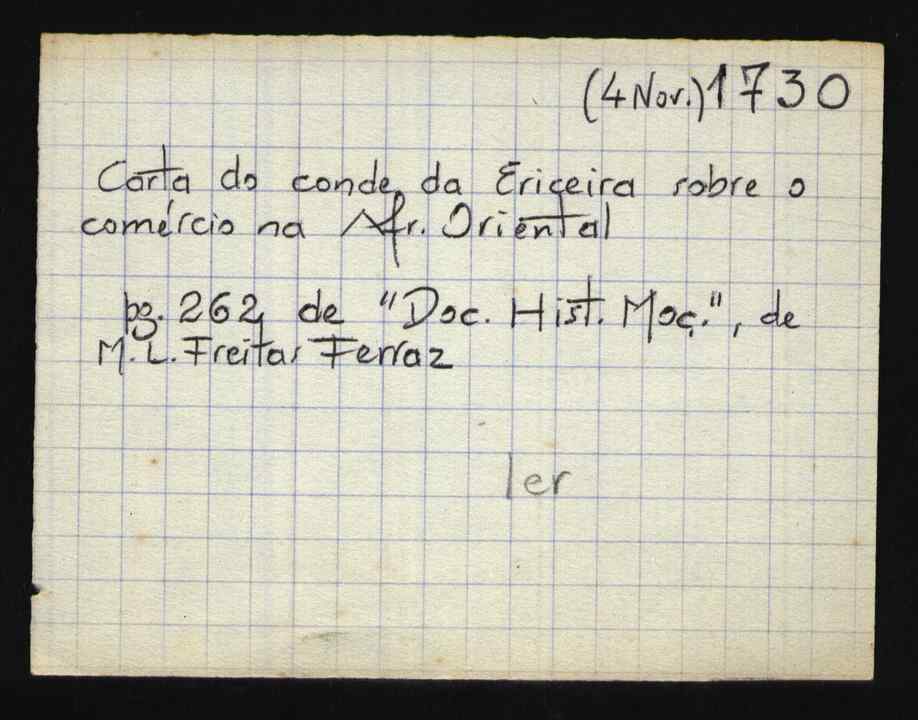 (4 Nov.) 1730
Carta do conde da Ericeira sobre o
comércio na Afr. Oriental
pg. 262 de "Doc. Hist. Moç.", de
M. L. Freitas Ferraz
ler